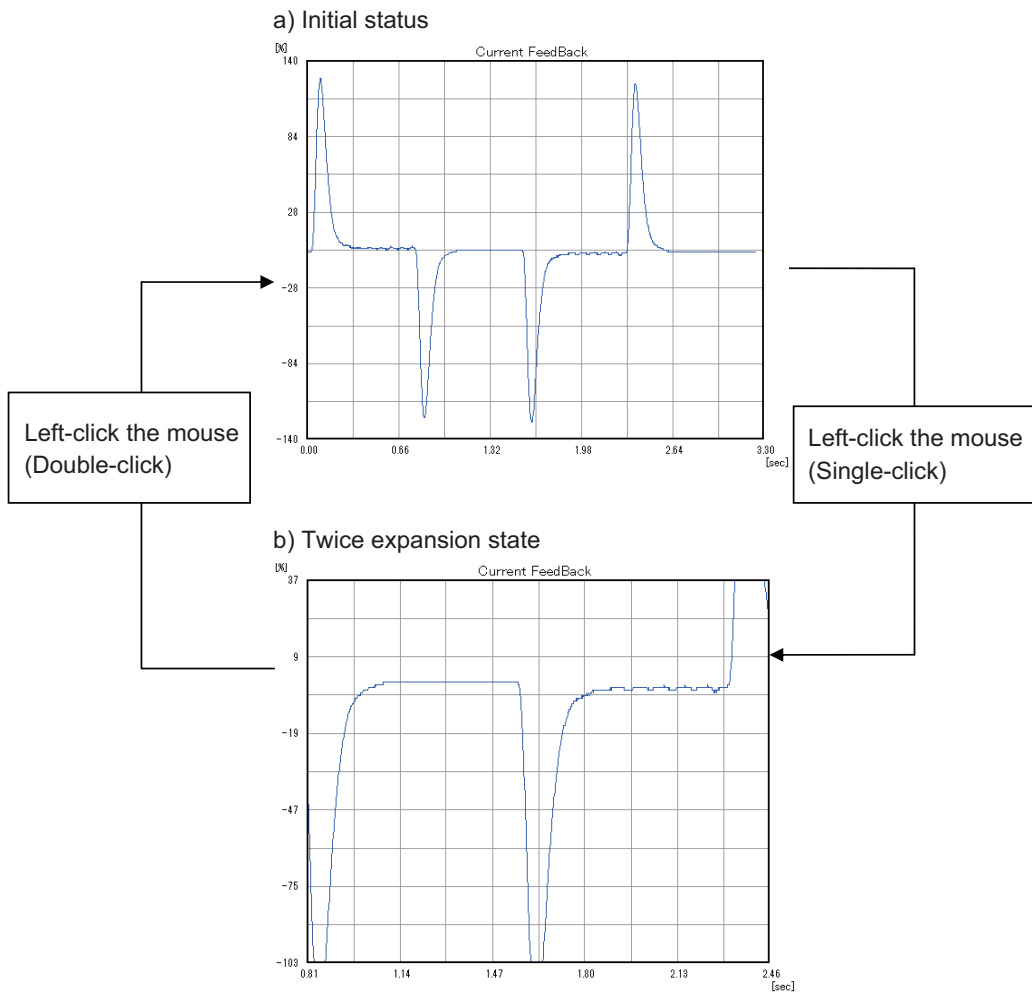 a) Initial status
[%]
Current FeedBack
140
84
28
-28
-84
-140
0.00 0.66 1.32 1.98 2.64 3.30
[sec]
Left-click the mouse
(Double-click)
Left-click the mouse
(Single-click)
b) Twice expansion state
[%]
Current FeedBack
37
9
-19
-47
-75
-103
0.81 1.14 1.47 1.80 2.13 2.46
[sec]